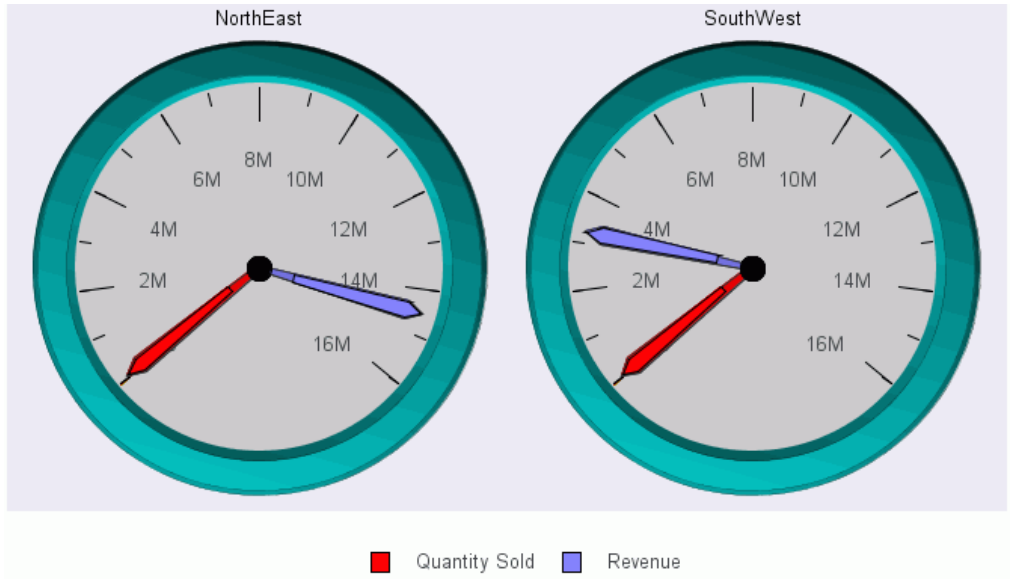 NorthEast
SouthWest
8M
6M
10M
4M
12M
2M
14M
16M
8M
6M
10M
4M
12M
2M
14M
16M
Quantity Sold
Revenue